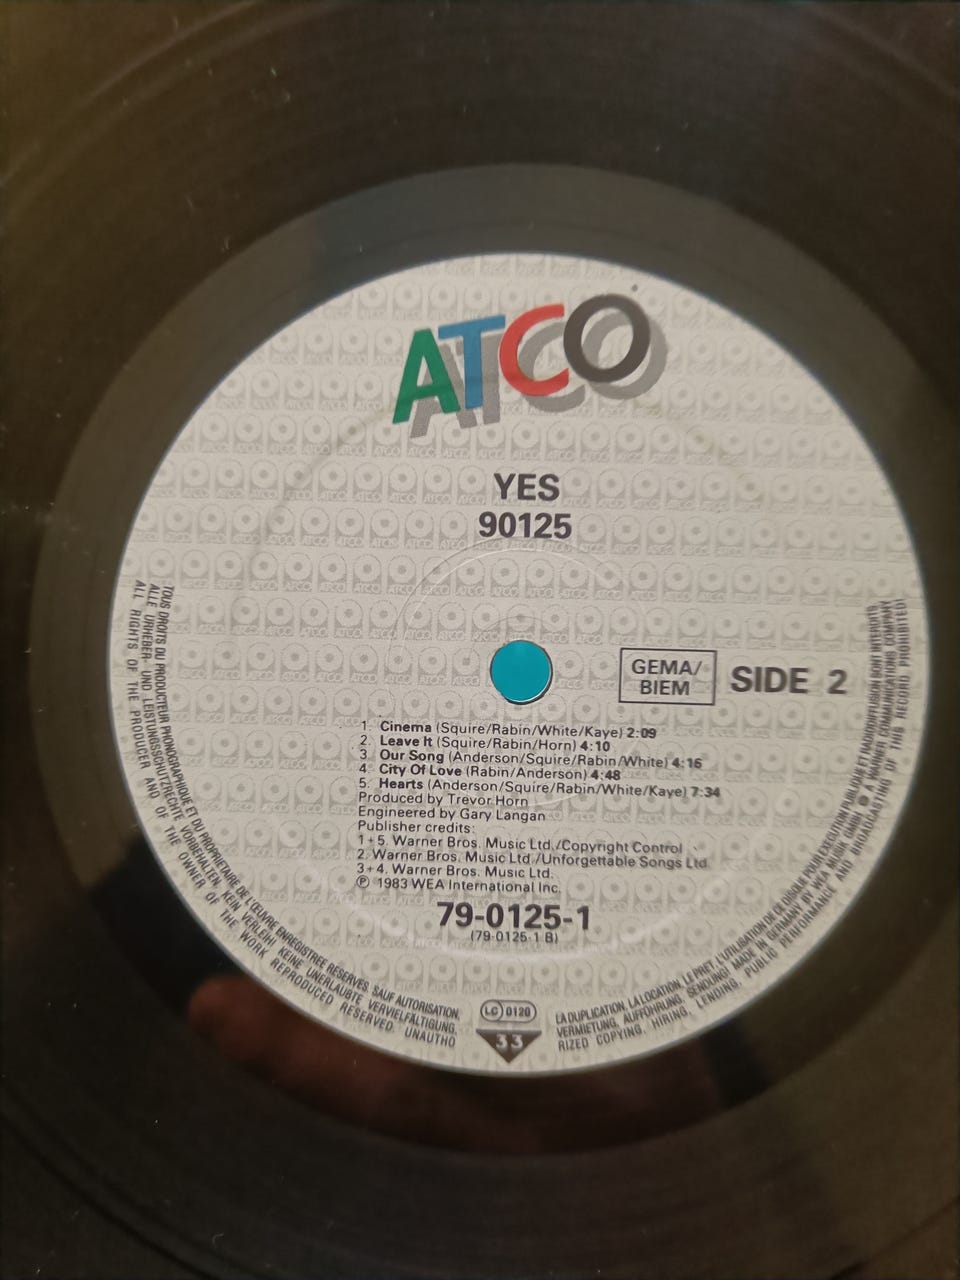 ATCO
YES
90125
GEMA/
BIEM
SIDE 2
1. Cinema (Squire/Rabin/White/Kaye) 2:09
2. Leave It (Squire/Rabin/Horn) 4:10
3. Our Song (Anderson/Squire/Rabin/White) 4:16
4. City Of Love (Rabin/Anderson) 4:48
5. Hearts (Anderson/Squire/Rabin/White/Kaye) 7:34
Produced by Trevor Horn
Engineered by Gary Langan
Publisher credits:
1+5. Warner Bros. Music Ltd./Copyright Control
2. Warner Bros. Music Ltd./Unforgettable Songs Ltd.
3+4. Warner Bros. Music Ltd.
Ⓟ 1983 WEA International Inc.
79-0125-1
(79-0125-1 B)
LC 0120
33
TOUS DROITS DU PRODUCTEUR PHONOGRAPHIQUE ET DU PROPRIETAIRE DE L'ŒUVRE ENREGISTREE RESERVES. SAUF AUTORISATION,
LA DUPLICATION, LA LOCATION, LE PRET, L'UTILISATION DE CE DISQUE POUR EXECUTION PUBLIQUE ET RADIODIFFUSION SONT INTERDITS.
ALLE URHEBER- UND LEISTUNGSSCHUTZRECHTE VORBEHALTEN. KEIN VERLEIH! KEINE UNERLAUBTE VERVIELFÄLTIGUNG,
VERMIETUNG, AUFFÜHRUNG, SENDUNG! MADE IN GERMANY BY WEA MUSIK GMBH A WARNER COMMUNICATIONS COMPANY
ALL RIGHTS OF THE PRODUCER AND OF THE OWNER OF THE WORK REPRODUCED RESERVED. UNAUTHO
RIZED COPYING, HIRING, LENDING, PUBLIC PERFORMANCE AND BROADCASTING OF THIS RECORD PROHIBITED!